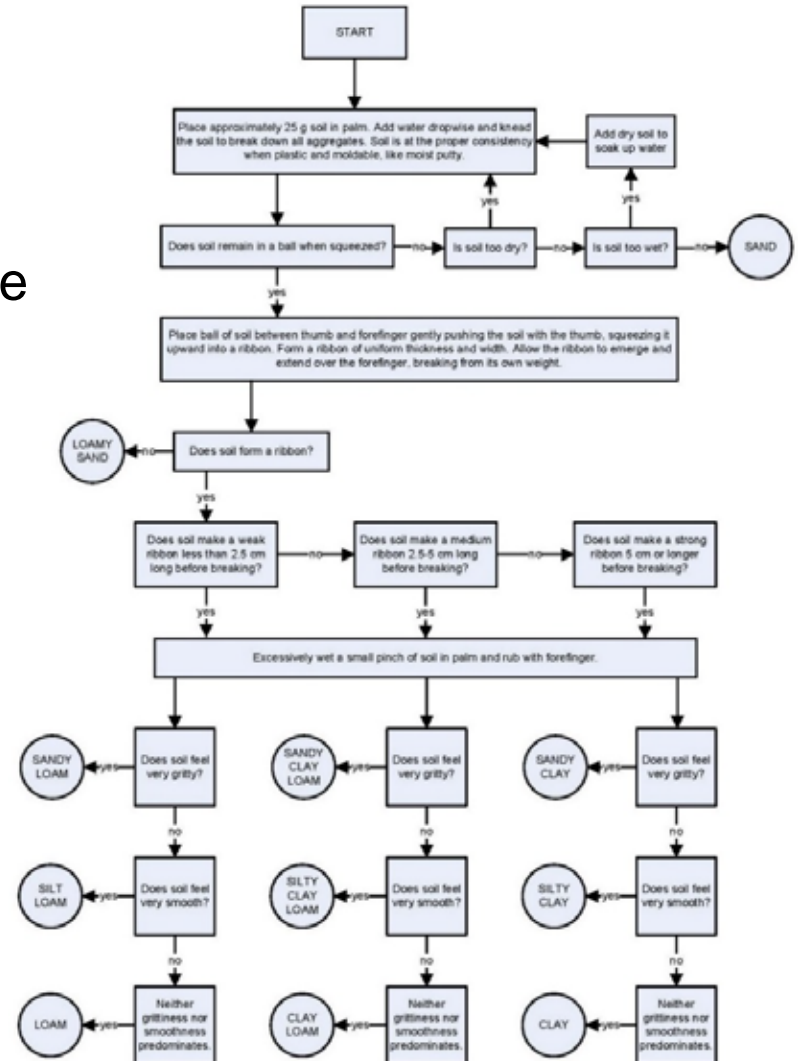 START
Place approximately 25 g soil in palm. Add water dropwise and knead
the soil to break down all aggregates. Soil is at the proper consistency
when plastic and moldable, like moist putty.
Add dry soil to
soak up water
yes
yes
Does soil remain in a ball when squeezed?
no
Is soil too dry?
no
Is soil too wet?
no
SAND
e
yes
Place ball of soil between thumb and forefinger gently pushing the soil with the thumb, squeezing it
upward into a ribbon. Form a ribbon of uniform thickness and width. Allow the ribbon to emerge and
extend over the forefinger, breaking from its own weight.
LOAMY
SAND
no
Does soil form a ribbon?
yes
Does soil make a weak
ribbon less than 2.5 cm
long before breaking?
no
Does soil make a medium
ribbon 2.5-5 cm long
before breaking?
no
Does soil make a strong
ribbon 5 cm or longer
before breaking?
yes
yes
yes
Excessively wet a small pinch of soil in palm and rub with forefinger.
SANDY
LOAM
yes
Does soil feel
very gritty?
SANDY
CLAY
LOAM
yes
Does soil feel
very gritty?
SANDY
CLAY
yes
Does soil feel
very gritty?
no
no
no
SILT
LOAM
yes
Does soil feel
very smooth?
SILTY
CLAY
LOAM
yes
Does soil feel
very smooth?
SILTY
CLAY
yes
Does soil feel
very smooth?
no
no
no
LOAM
yes
Neither
grittiness nor
smoothness
predominates.
CLAY
LOAM
yes
Neither
grittiness nor
smoothness
predominates.
CLAY
yes
Neither
grittiness nor
smoothness
predominates.